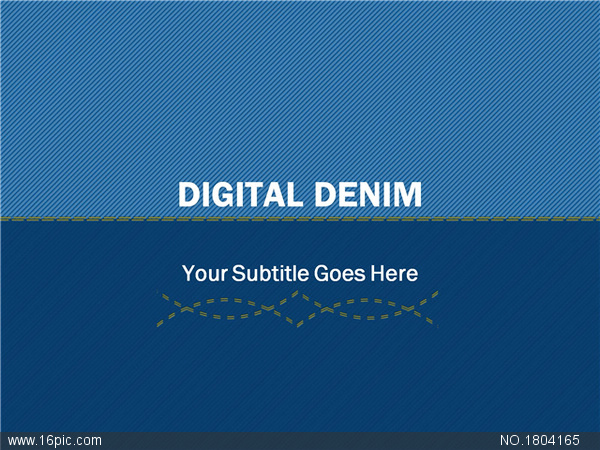 DIGITAL DENIM
Your Subtitle Goes Here
www.16pic.com
NO.1804165